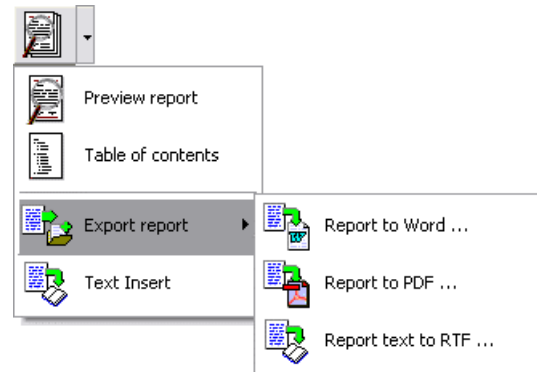 Preview report
Table of contents
Export report
Report to Word ...
Text Insert
Report to PDF ...
Report text to RTF ...